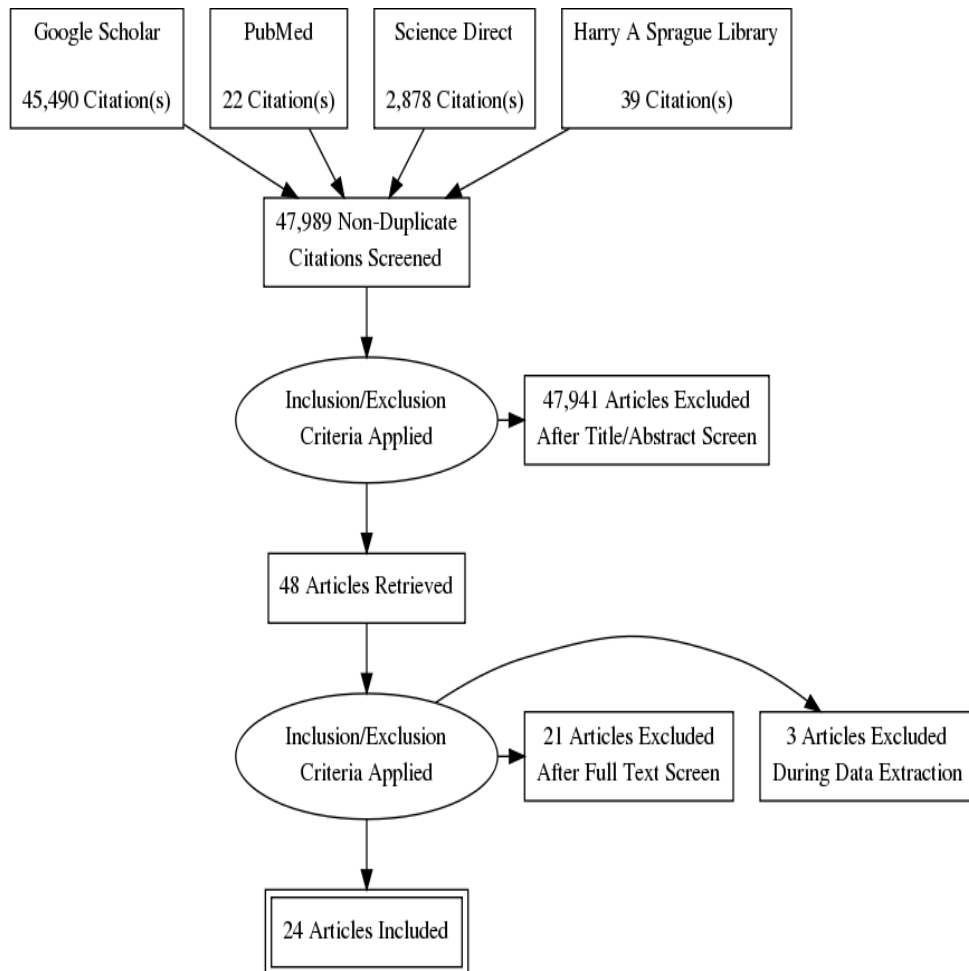 Google Scholar
45,490 Citation(s)
PubMed
22 Citation(s)
Science Direct
2,878 Citation(s)
Harry A Sprague Library
39 Citation(s)
47,989 Non-Duplicate
Citations Screened
Inclusion/Exclusion
Criteria Applied
47,941 Articles Excluded
After Title/Abstract Screen
48 Articles Retrieved
Inclusion/Exclusion
Criteria Applied
21 Articles Excluded
After Full Text Screen
3 Articles Excluded
During Data Extraction
24 Articles Included